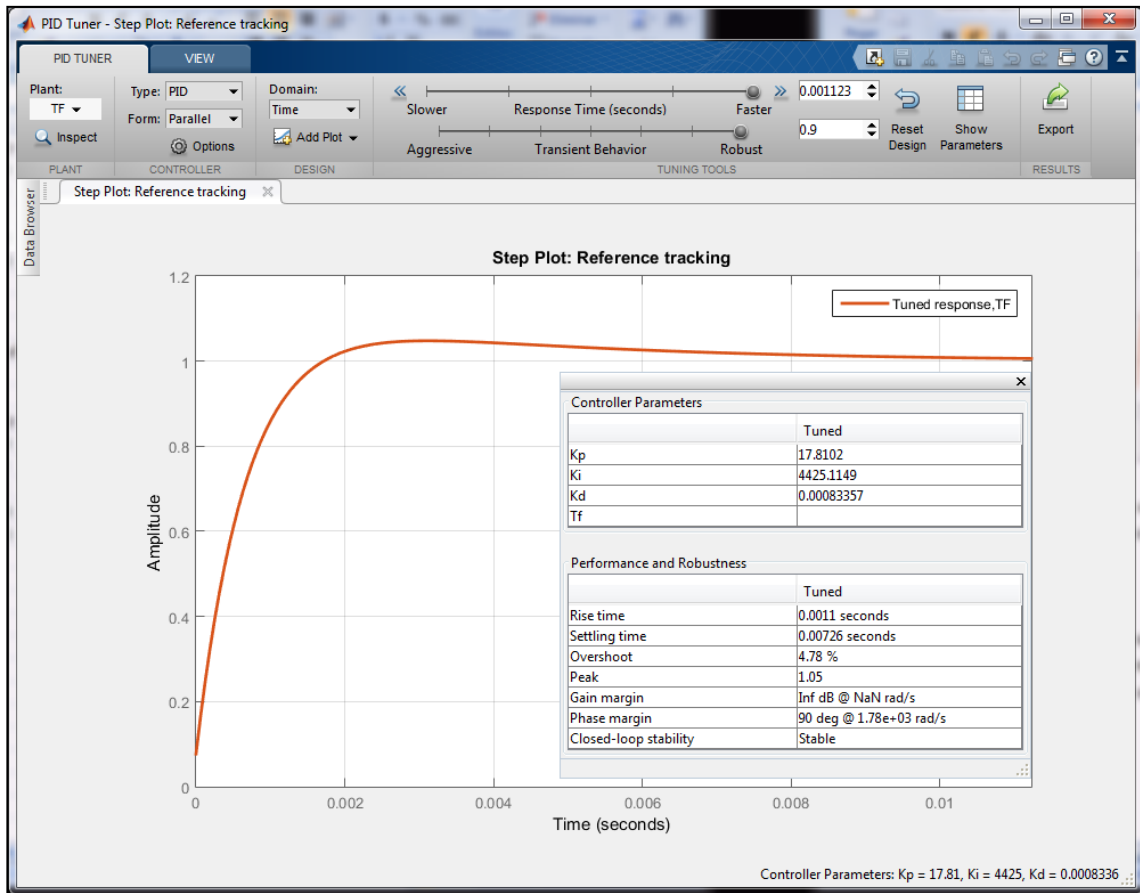 PID Tuner - Step Plot: Reference tracking
PID TUNER VIEW
Plant: Type: PID Domain: Slower Response Time (seconds) Faster 0.001123
TF Form: Parallel Time
Inspect Options Add Plot Aggressive Transient Behavior Robust 0.9 Reset Design Show Parameters Export
PLANT CONTROLLER DESIGN TUNING TOOLS RESULTS
Data Browser
Step Plot: Reference tracking
Step Plot: Reference tracking
Tuned response,TF
1.2
1
0.8
0.6
0.4
0.2
0
Amplitude
0 0.002 0.004 0.006 0.008 0.01
Time (seconds)
Controller Parameters
Tuned
Kp 17.8102
Ki 4425.1149
Kd 0.00083357
Tf
Performance and Robustness
Tuned
Rise time 0.0011 seconds
Settling time 0.00726 seconds
Overshoot 4.78 %
Peak 1.05
Gain margin Inf dB @ NaN rad/s
Phase margin 90 deg @ 1.78e+03 rad/s
Closed-loop stability Stable
Controller Parameters: Kp = 17.81, Ki = 4425, Kd = 0.0008336